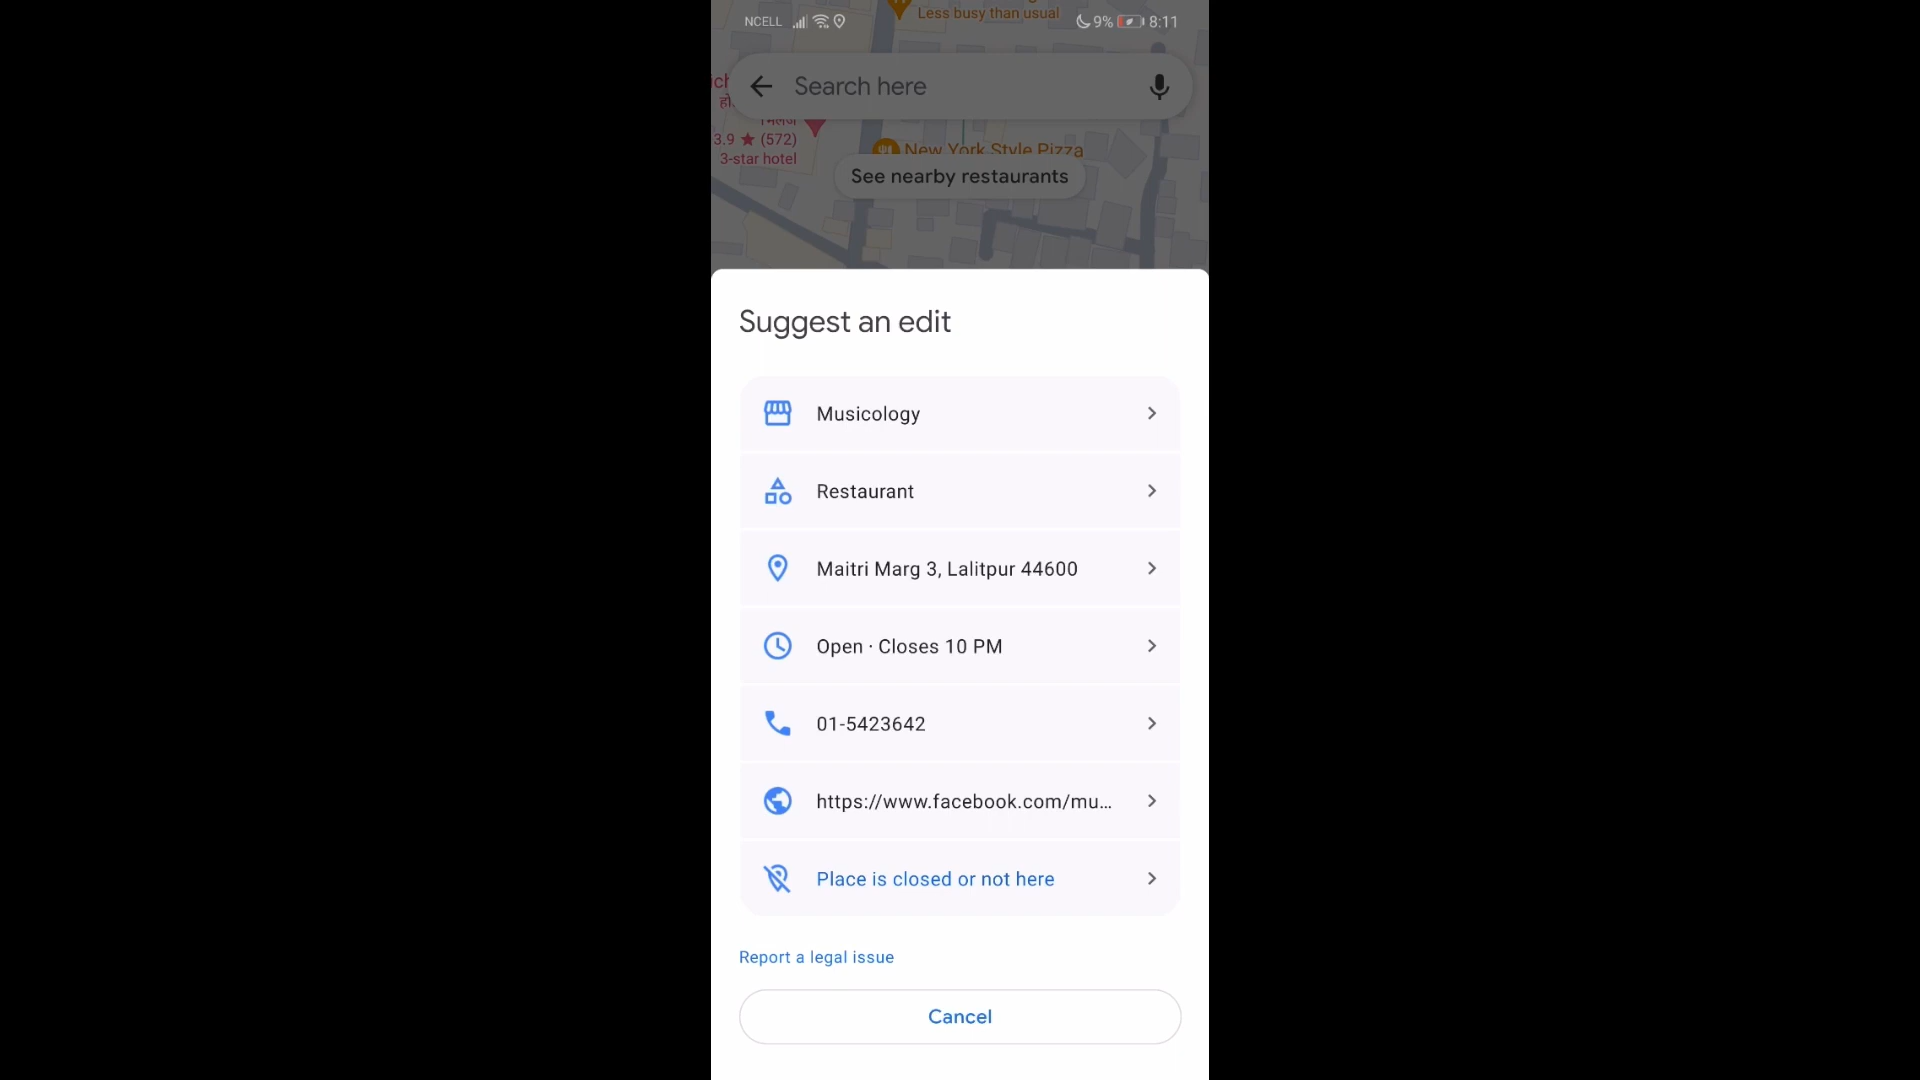 Less busy than usual
NCELL 9% 8:11
Search here
3.9 ★ (572)
3-star hotel
New York Style Pizza
See nearby restaurants
Suggest an edit
Musicology
Restaurant
Maitri Marg 3, Lalitpur 44600
Open · Closes 10 PM
01-5423642
https://www.facebook.com/mu...
Place is closed or not here
Report a legal issue
Cancel